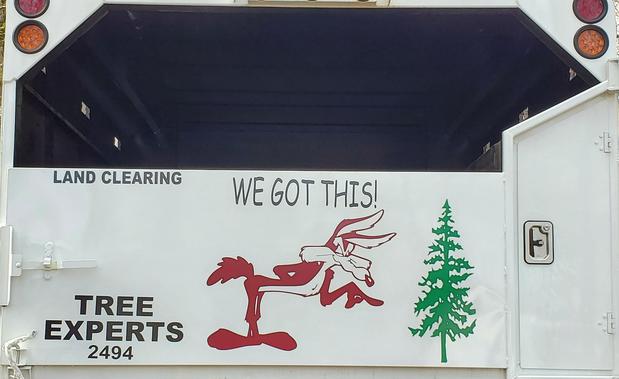 LAND CLEARING
WE GOT THIS!
TREE
EXPERTS
2494